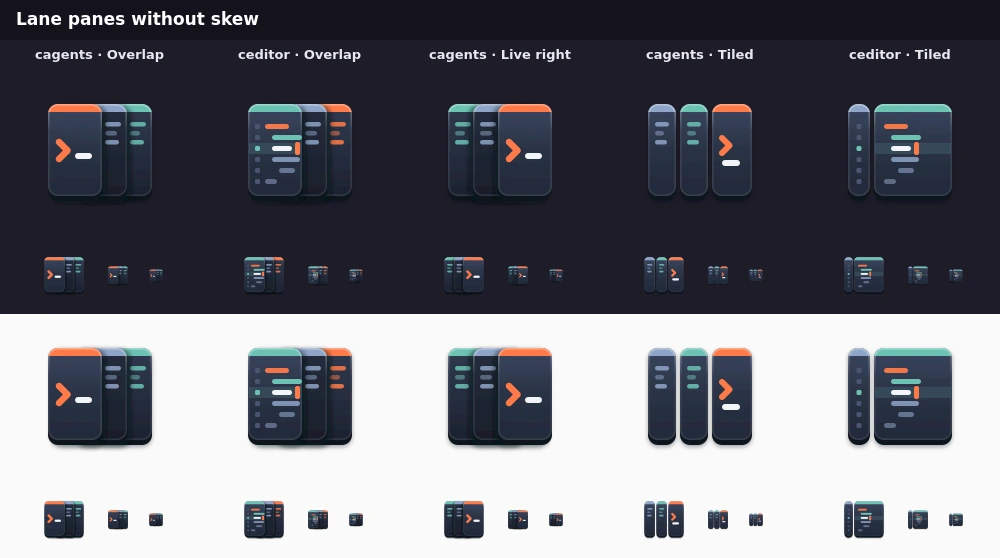 Lane panes without skew
cagents · Overlap
ceditor · Overlap
cagents · Live right
cagents · Tiled
ceditor · Tiled